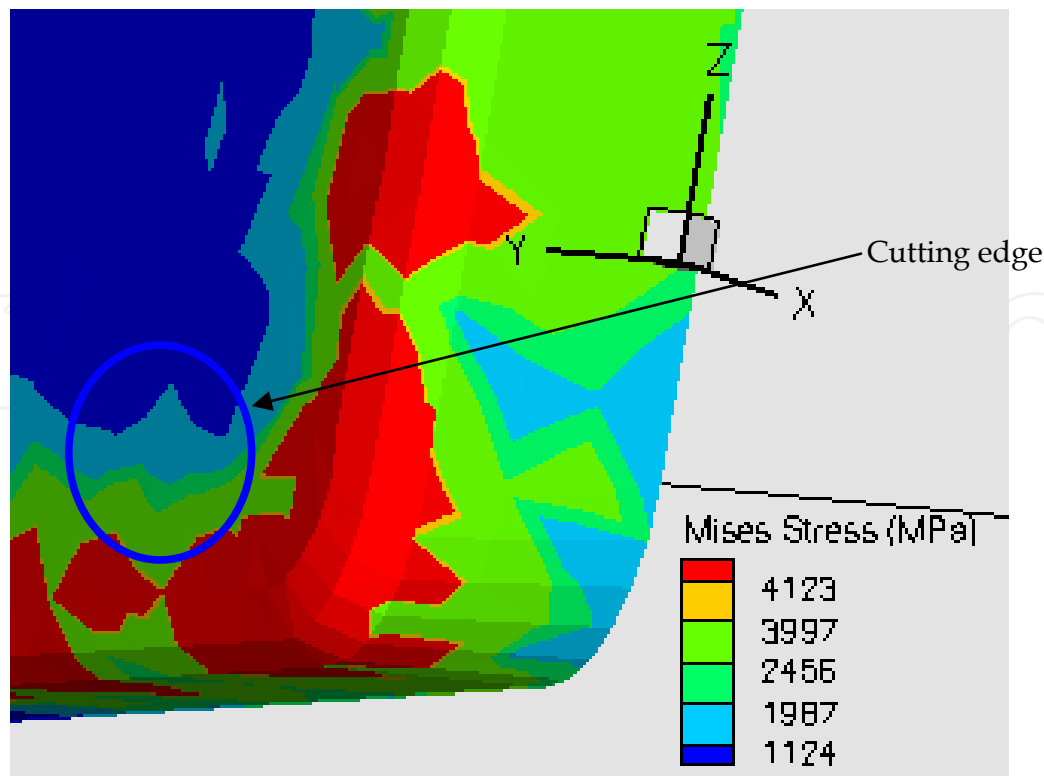 Z
Y
Cutting edge
X
Mises Stress (MPa)
4123
3997
2456
1987
1124